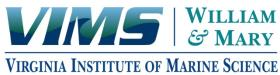 VIMS | WILLIAM
& MARY
VIRGINIA INSTITUTE OF MARINE SCIENCE